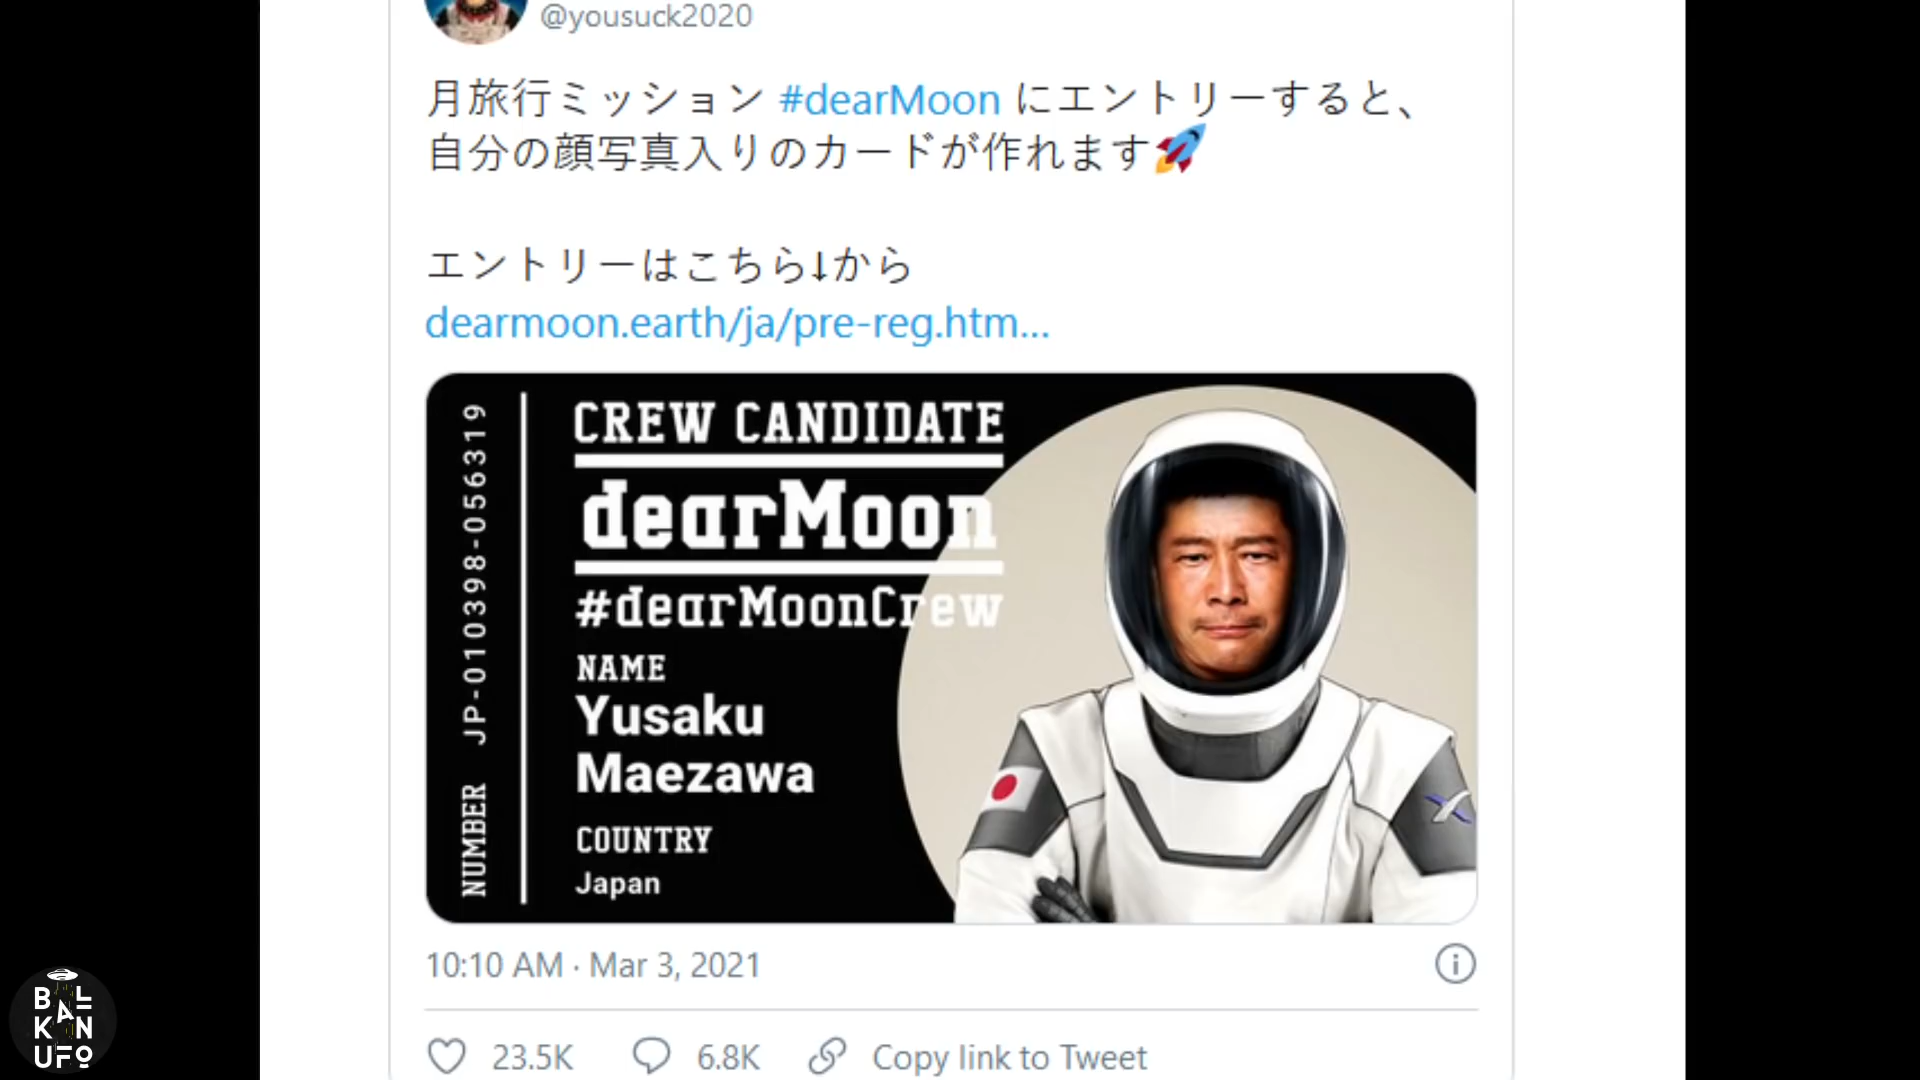 @yousuck2020
月旅行ミッション #dearMoon にエントリーすると、
自分の顔写真入りのカードが作れます🚀
エントリーはこちら↓から
dearmoon.earth/ja/pre-reg.htm...
NUMBER JP-010398-056319
CREW CANDIDATE
dearMoon
#dearMoonCrew
NAME
Yusaku
Maezawa
COUNTRY
Japan
10:10 AM · Mar 3, 2021
23.5K 6.8K Copy link to Tweet
BAL
KAN
UFO